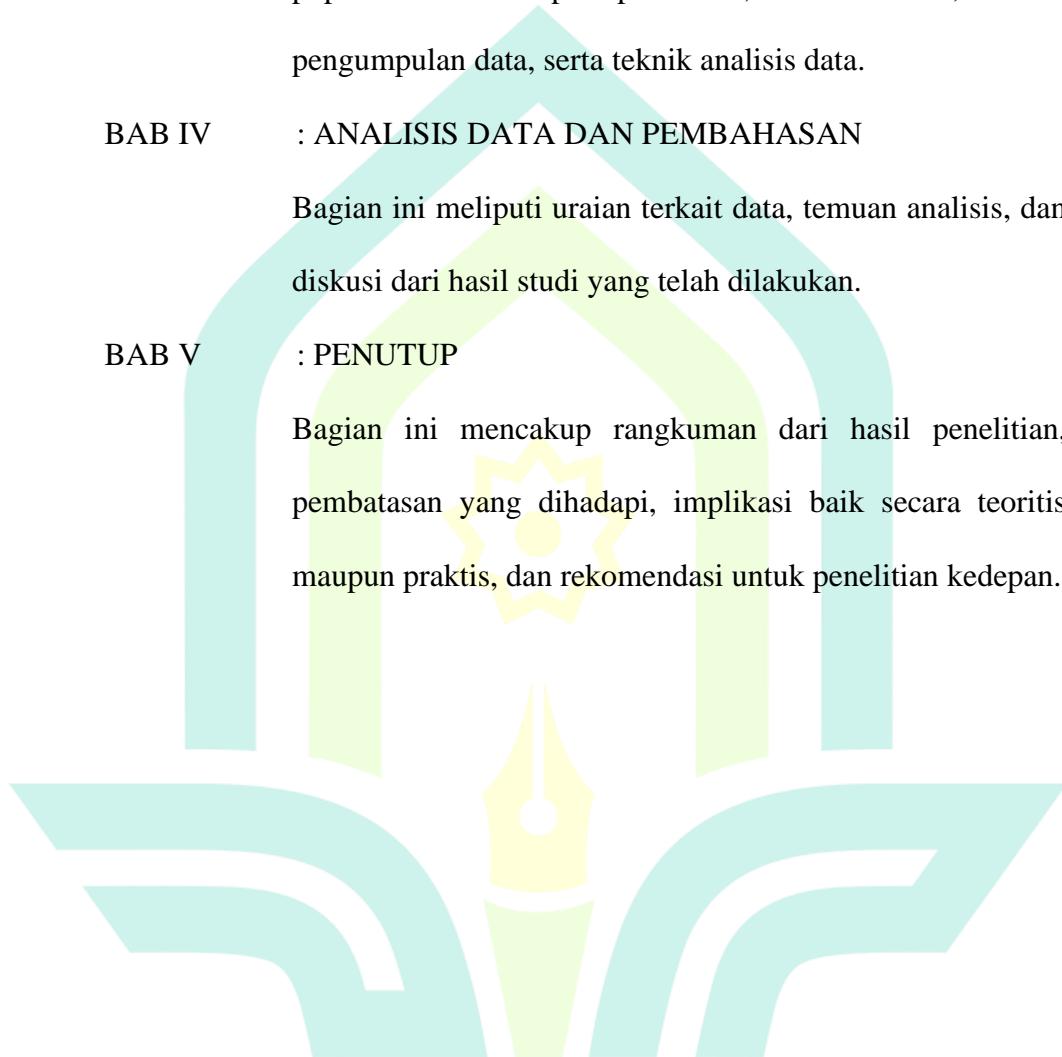 pengumpulan data, serta teknik analisis data.
BAB IV : ANALISIS DATA DAN PEMBAHASAN
Bagian ini meliputi uraian terkait data, temuan analisis, dan
diskusi dari hasil studi yang telah dilakukan.
BAB V : PENUTUP
Bagian ini mencakup rangkuman dari hasil penelitian,
pembatasan yang dihadapi, implikasi baik secara teoritis
maupun praktis, dan rekomendasi untuk penelitian kedepan.